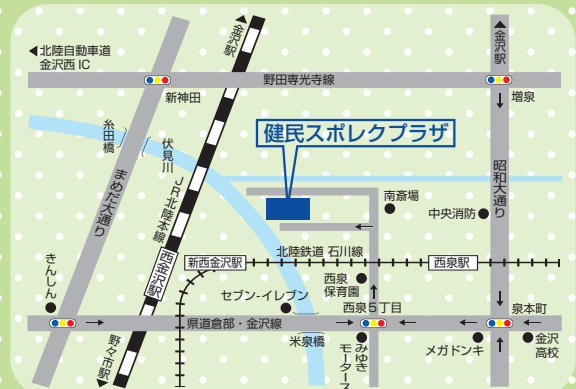 ◀北陸自動車道
金沢西IC
◀金沢駅
▲金沢駅
野田専光寺線
新神田
増泉
糸田橋
伏見川
健民スポレクプラザ
まめだ大通り
JR北陸本線
南斎場
中央消防
昭和大通り
北陸鉄道 石川線
新西金沢駅
西金沢駅
西泉駅
きんしん
西泉
保育園
セブン-イレブン
西泉5丁目
泉本町
県道倉部・金沢線
米泉橋
みゆき
モータース
メガドンキ
金沢
高校
野々市駅